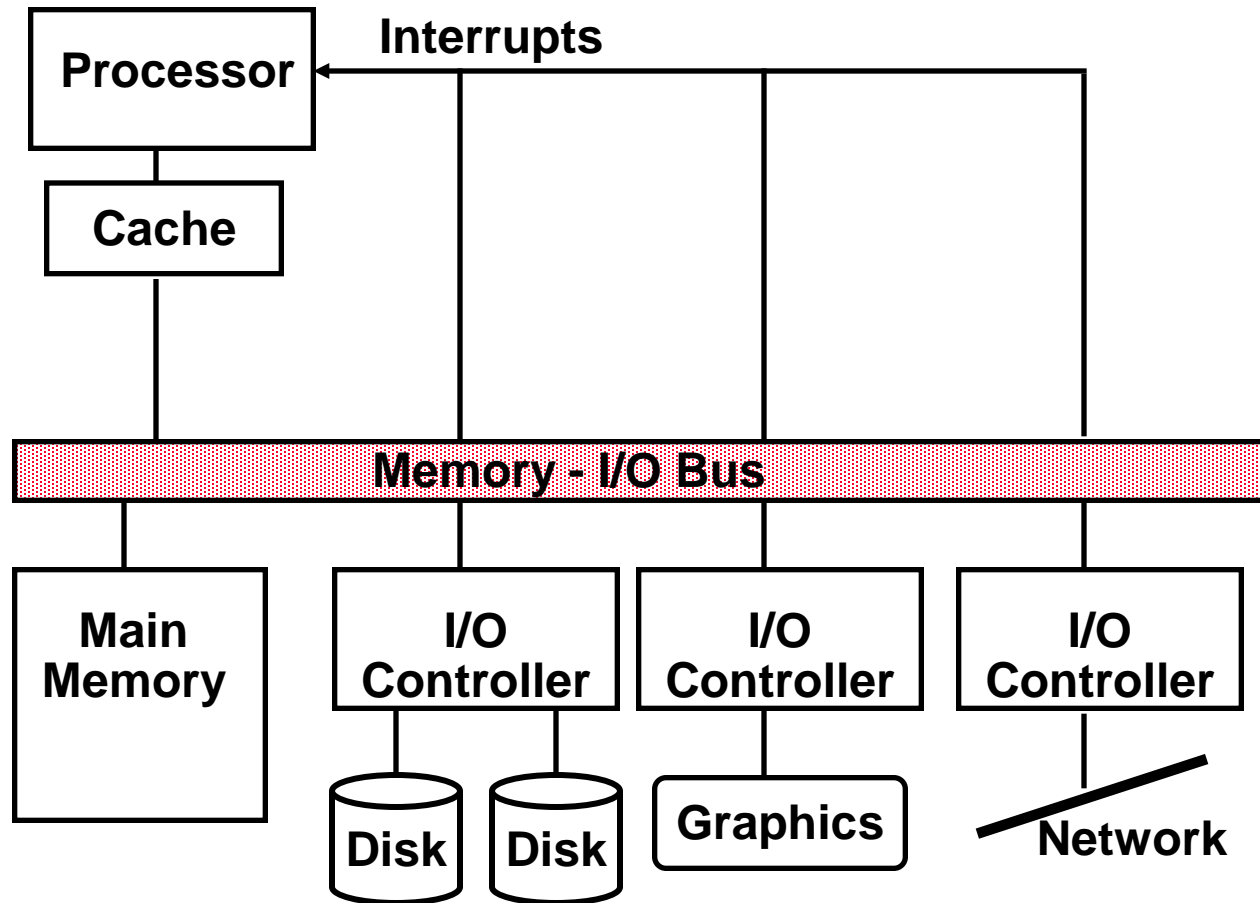 Interrupts
Processor
Cache
Memory - I/O Bus
Main
Memory
I/O
Controller
I/O
Controller
I/O
Controller
Disk
Disk
Graphics
Network